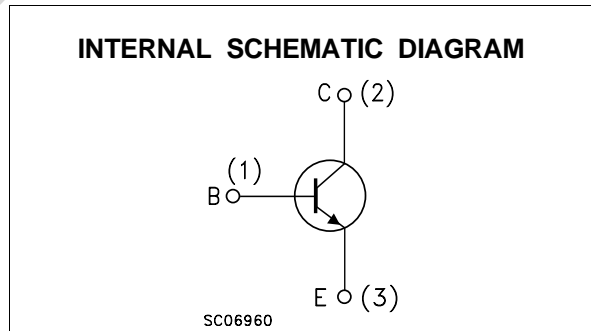 INTERNAL SCHEMATIC DIAGRAM
C (2)
(1)
B
E (3)
SC06960